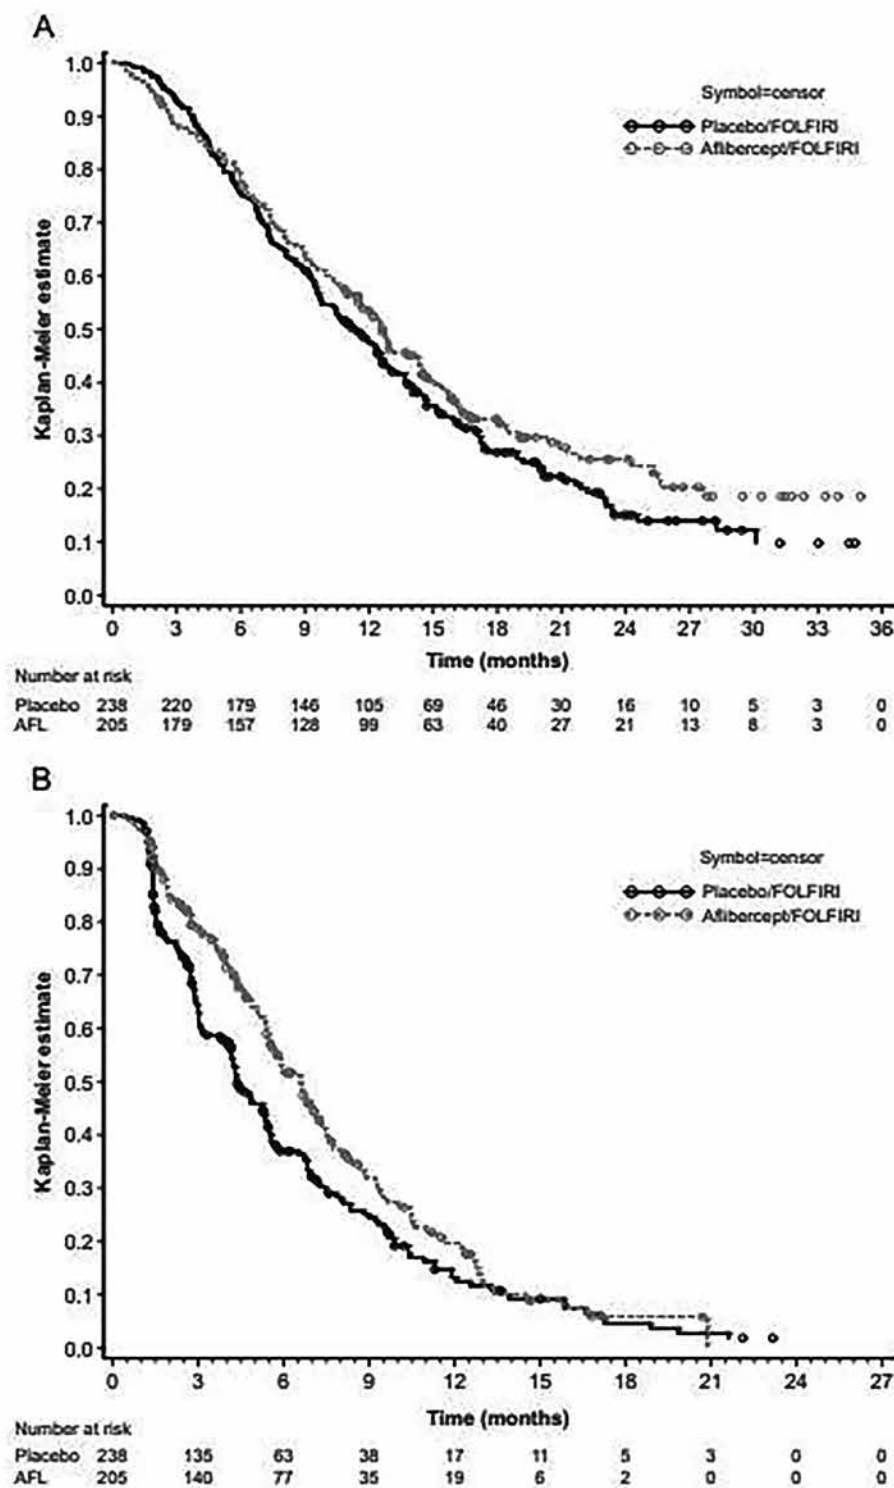 A
Kaplan-Meier estimate
1.0
0.9
0.8
0.7
0.6
0.5
0.4
0.3
0.2
0.1
0.0
Symbol=censor
Placebo/FOLFIRI
Aflibercept/FOLFIRI
0 3 6 9 12 15 18 21 24 27 30 33 36
Time (months)
Number at risk
Placebo 238 220 179 146 105 69 46 30 16 10 5 3 0
AFL 205 179 157 128 99 63 40 27 21 13 8 3 0
B
Kaplan-Meier estimate
1.0
0.9
0.8
0.7
0.6
0.5
0.4
0.3
0.2
0.1
0.0
Symbol=censor
Placebo/FOLFIRI
Aflibercept/FOLFIRI
0 3 6 9 12 15 18 21 24 27
Time (months)
Number at risk
Placebo 238 135 63 38 17 11 5 3 0 0
AFL 205 140 77 35 19 6 2 0 0 0